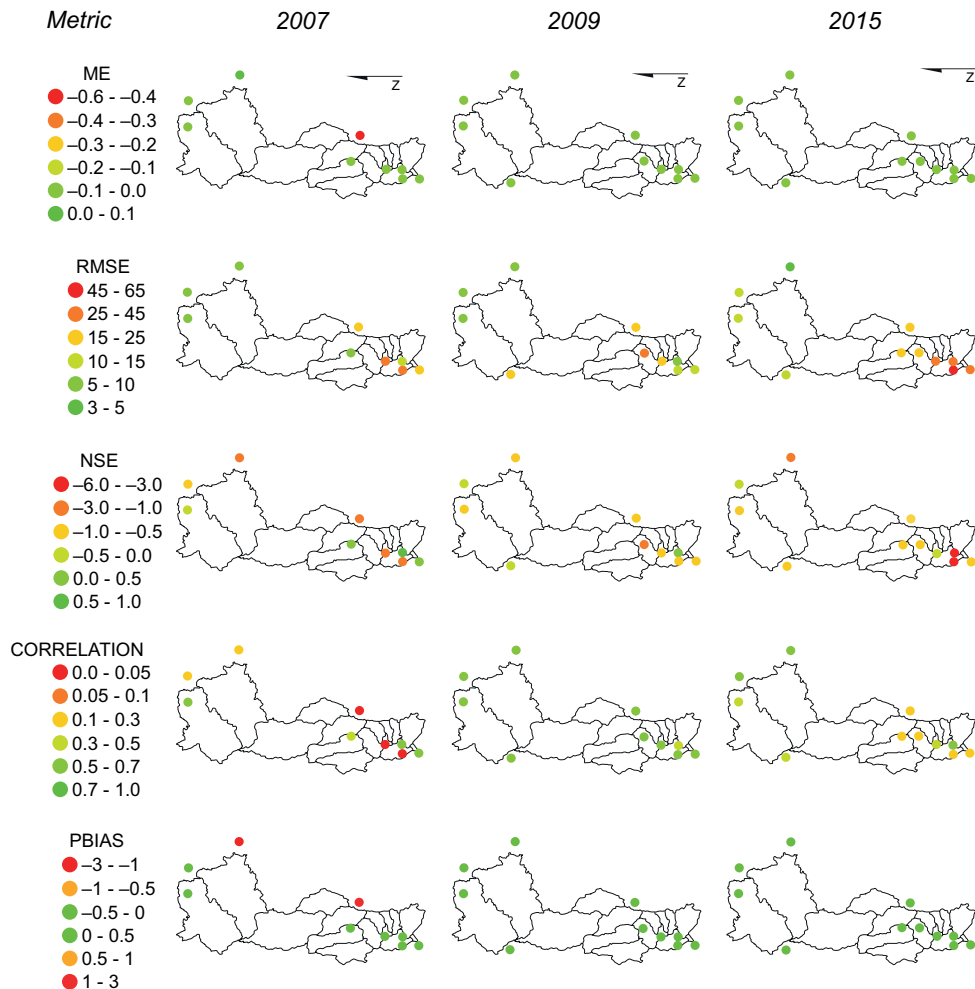 Metric 2007 2009 2015
ME
–0.6 - –0.4
–0.4 - –0.3
–0.3 - –0.2
–0.2 - –0.1
–0.1 - 0.0
0.0 - 0.1
Z Z Z
RMSE
45 - 65
25 - 45
15 - 25
10 - 15
5 - 10
3 - 5
NSE
–6.0 - –3.0
–3.0 - –1.0
–1.0 - –0.5
–0.5 - 0.0
0.0 - 0.5
0.5 - 1.0
CORRELATION
0.0 - 0.05
0.05 - 0.1
0.1 - 0.3
0.3 - 0.5
0.5 - 0.7
0.7 - 1.0
PBIAS
–3 - –1
–1 - –0.5
–0.5 - 0
0 - 0.5
0.5 - 1
1 - 3